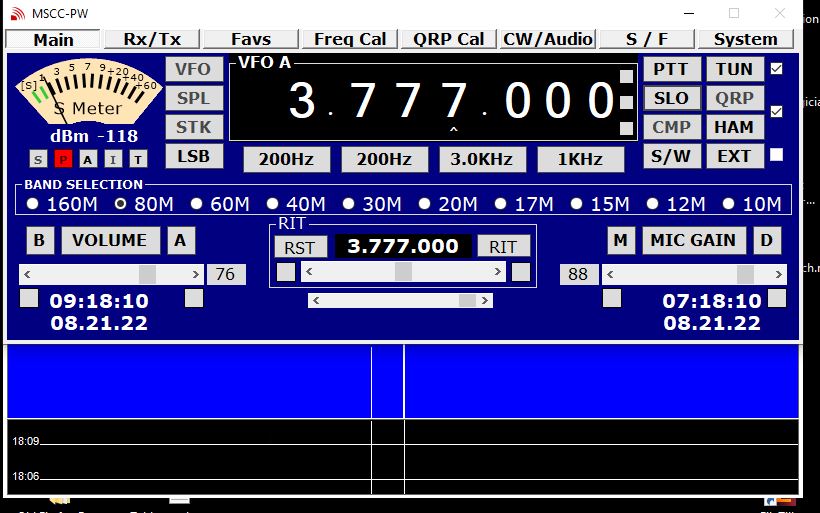 MSCC-PW
Main Rx/Tx Favs Freq Cal QRP Cal CW/Audio S / F System
[S] 1 3 5 7 9 +20 40 +60
S Meter
dBm -118
S P A I T
VFO
SPL
STK
LSB
VFO A
3.777.000
^
200Hz 200Hz 3.0KHz 1KHz
PTT TUN
SLO QRP
CMP HAM
S/W EXT
BAND SELECTION
160M 80M 60M 40M 30M 20M 17M 15M 12M 10M
B VOLUME A
< > 76
09:18:10
08.21.22
RIT
RST 3.777.000 RIT
< >
< >
M MIC GAIN D
88 < >
07:18:10
08.21.22
18:09
18:06